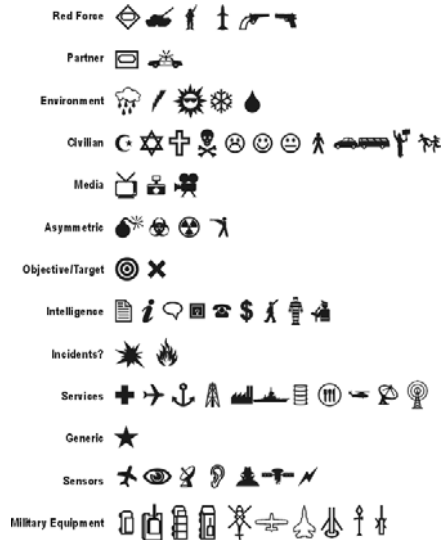 Red Force
Partner
Environment
Civilian
Media
Asymmetric
Objective/Target
Intelligence
Incidents?
Services
Generic
Sensors
Military Equipment